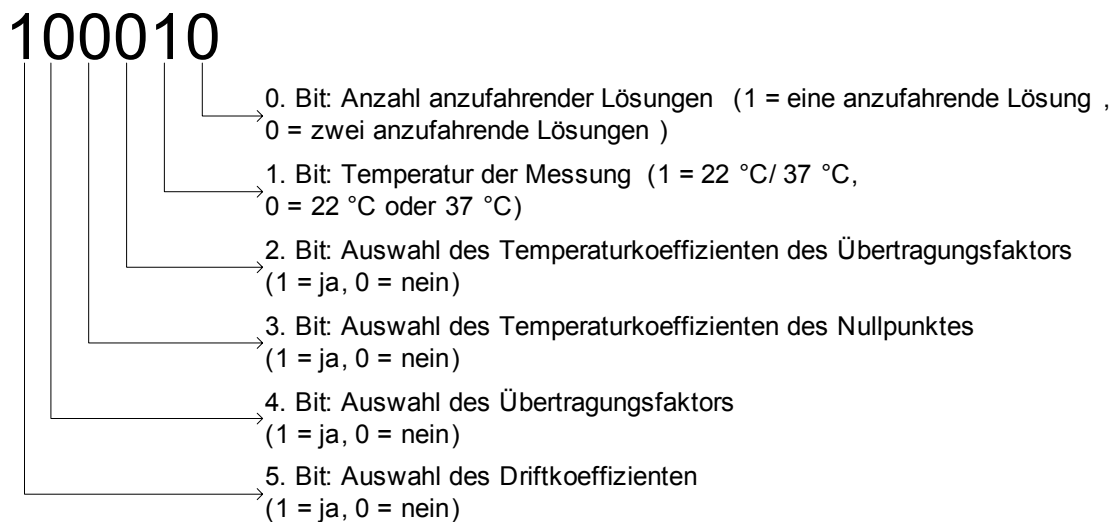 100010
0. Bit: Anzahl anzufahrender Lösungen (1 = eine anzufahrende Lösung ,
0 = zwei anzufahrende Lösungen )
1. Bit: Temperatur der Messung (1 = 22 °C/ 37 °C,
0 = 22 °C oder 37 °C)
2. Bit: Auswahl des Temperaturkoeffizienten des Übertragungsfaktors
(1 = ja, 0 = nein)
3. Bit: Auswahl des Temperaturkoeffizienten des Nullpunktes
(1 = ja, 0 = nein)
4. Bit: Auswahl des Übertragungsfaktors
(1 = ja, 0 = nein)
5. Bit: Auswahl des Driftkoeffizienten
(1 = ja, 0 = nein)